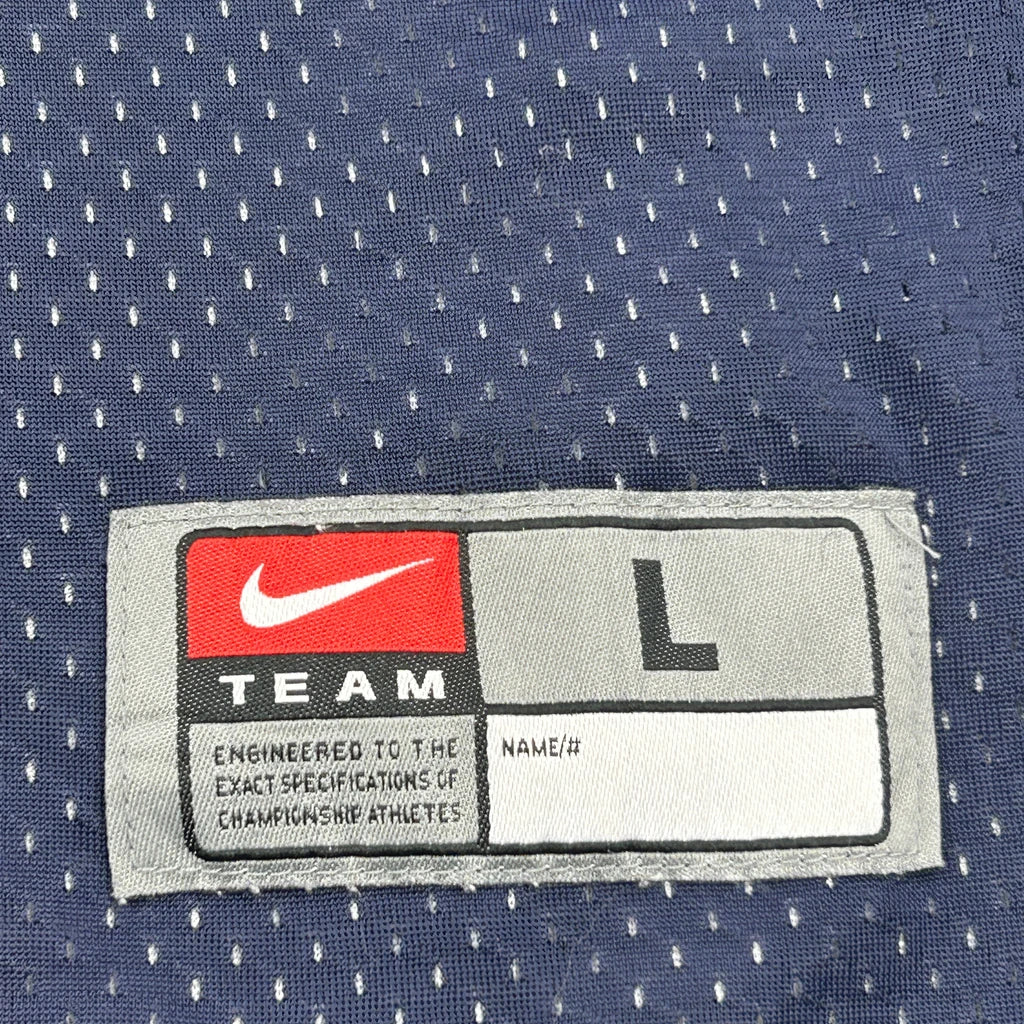 L
TEAM
ENGINEERED TO THE
EXACT SPECIFICATIONS OF
CHAMPIONSHIP ATHLETES
NAME/#